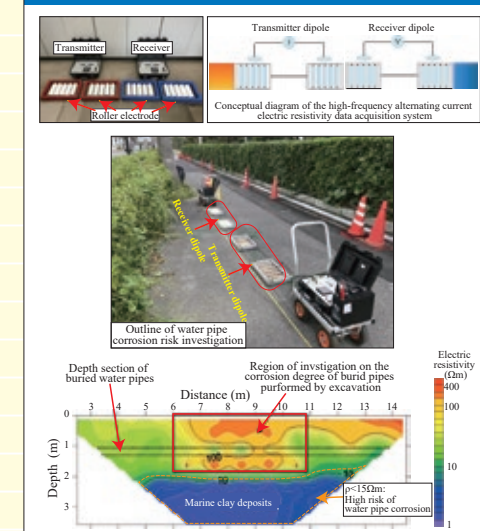 Transmitter
Receiver
Roller electrode
Transmitter dipole
Receiver dipole
Conceptual diagram of the high-frequency alternating current
electric resistivity data acquisition system
Receiver dipole
Transmitter dipole
Outline of water pipe
corrosion risk investigation
Depth section of
buried water pipes
Region of invstigation on the
corrosion degree of burid pipes
purformed by excavation
Electric
resistivity
(Ωm)
Distance (m)
3 4 5 6 7 8 9 10 11 12 13 14
Depth (m)
0
1
2
3
100
10
Marine clay deposits
ρ<15Ωm:
High risk of
water pipe corrosion
400
100
10
1